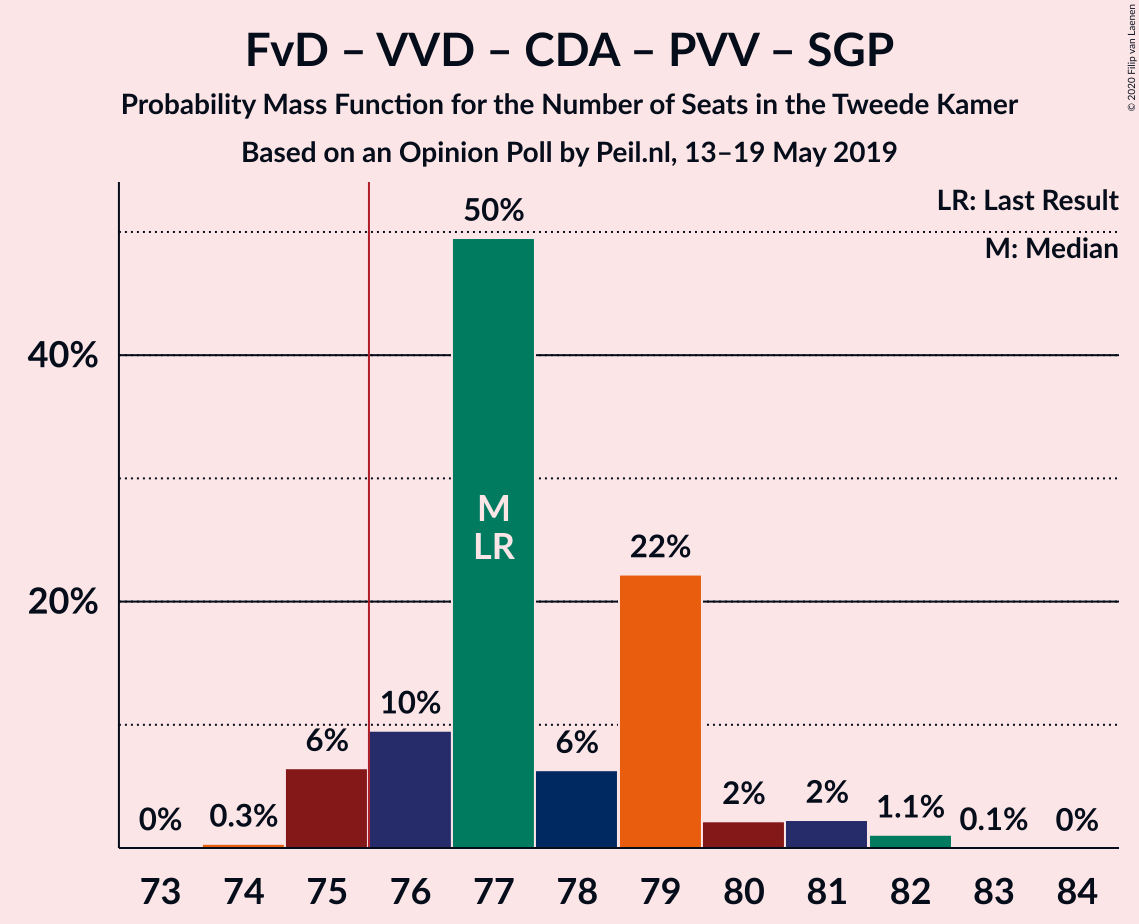 FvD – VVD – CDA – PVV – SGP
Probability Mass Function for the Number of Seats in the Tweede Kamer
Based on an Opinion Poll by Peil.nl, 13–19 May 2019
© 2020 Filip van Laenen
LR: Last Result
M: Median
40%
20%
0%
0.3%
6%
10%
50%
M
LR
6%
22%
2%
2%
1.1%
0.1%
0%
73 74 75 76 77 78 79 80 81 82 83 84